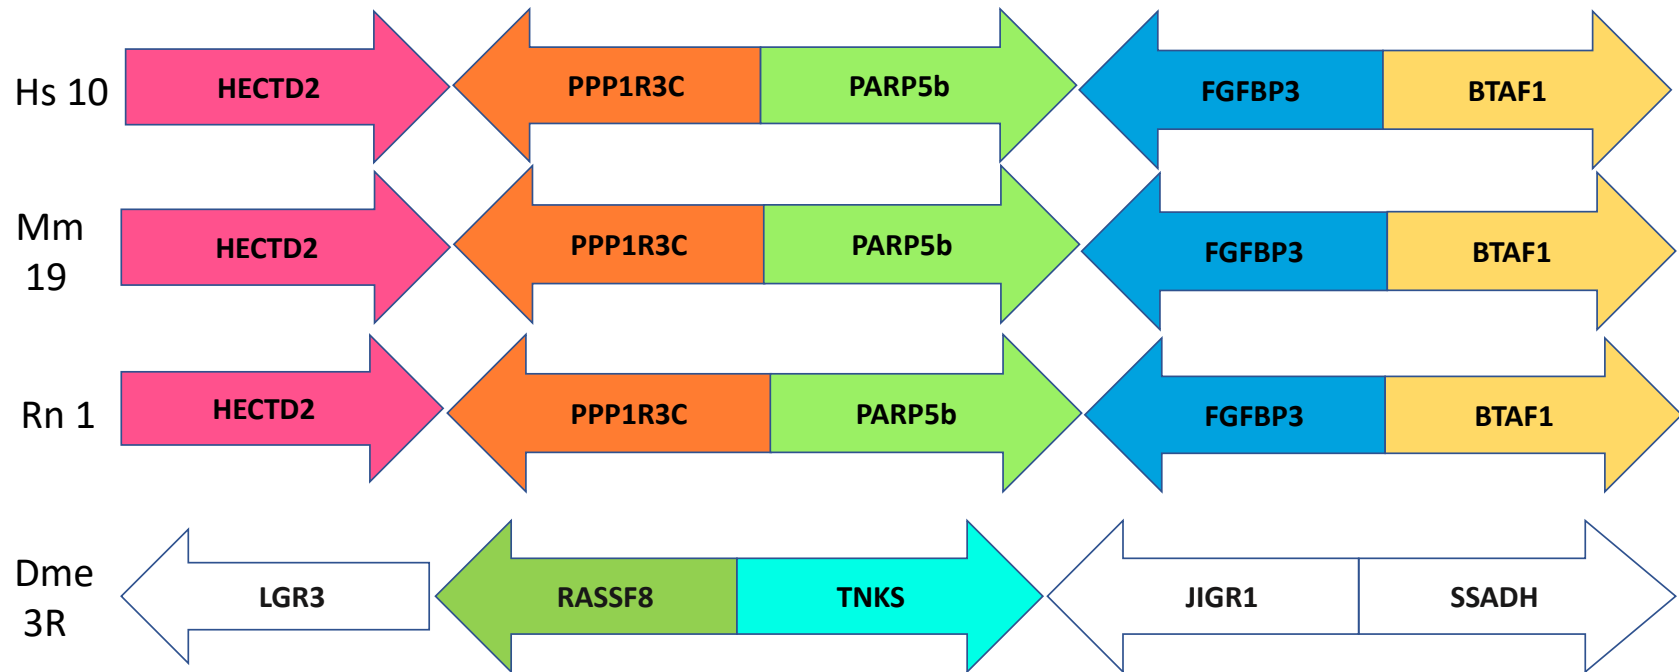 Hs 10 HECTD2 PPP1R3C PARP5b FGFBP3 BTAF1
Mm
19
HECTD2 PPP1R3C PARP5b FGFBP3 BTAF1
Rn 1 HECTD2 PPP1R3C PARP5b FGFBP3 BTAF1
Dme
3R
LGR3 RASSF8 TNKS JIGR1 SSADH